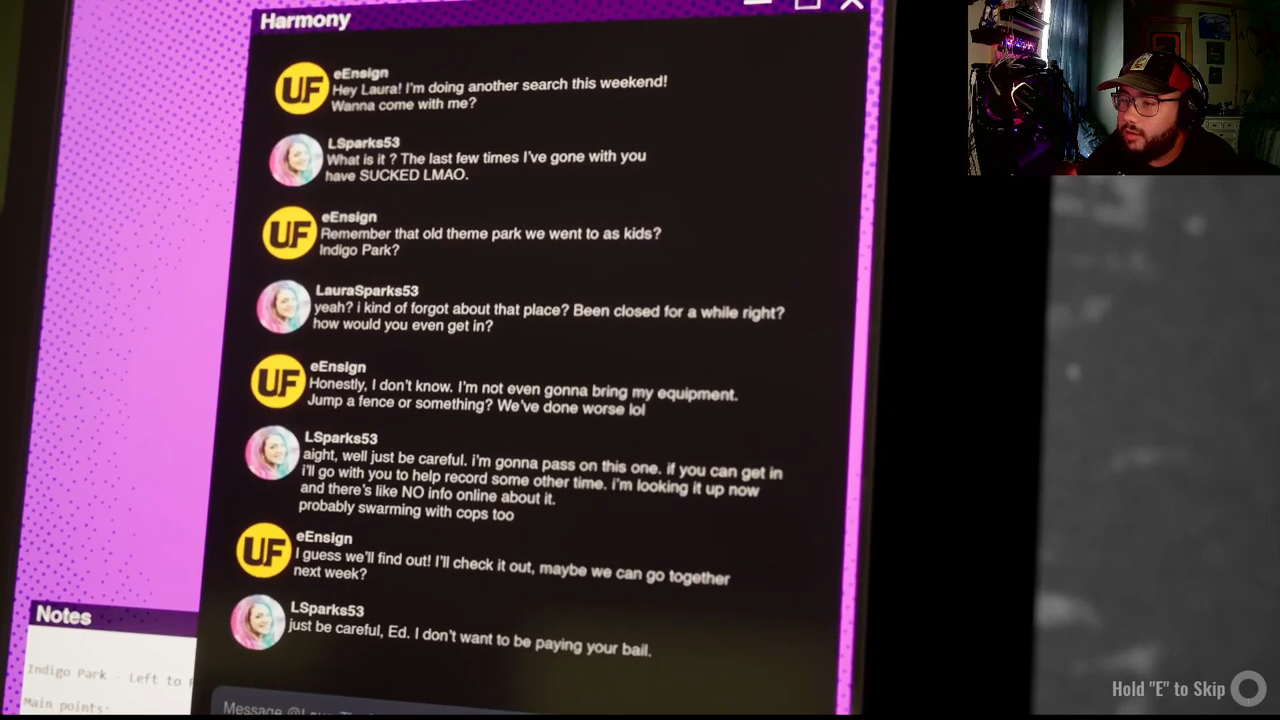 Harmony
UF
eEnsign
Hey Laura! I'm doing another search this weekend!
Wanna come with me?
LSparks53
What is it ? The last few times I've gone with you
have SUCKED LMAO.
UF
eEnsign
Remember that old theme park we went to as kids?
Indigo Park?
LauraSparks53
yeah? i kind of forgot about that place? Been closed for a while right?
how would you even get in?
UF
eEnsign
Honestly, I don't know. I'm not even gonna bring my equipment.
Jump a fence or something? We've done worse lol
LSparks53
aight, well just be careful. i'm gonna pass on this one. if you can get in
i'll go with you to help record some other time. i'm looking it up now
and there's like NO info online about it.
probably swarming with cops too
UF
eEnsign
I guess we'll find out! I'll check it out, maybe we can go together
next week?
LSparks53
just be careful, Ed. I don't want to be paying your bail.
Notes
Indigo Park - Left to
Main points:
Message
Hold "E" to Skip